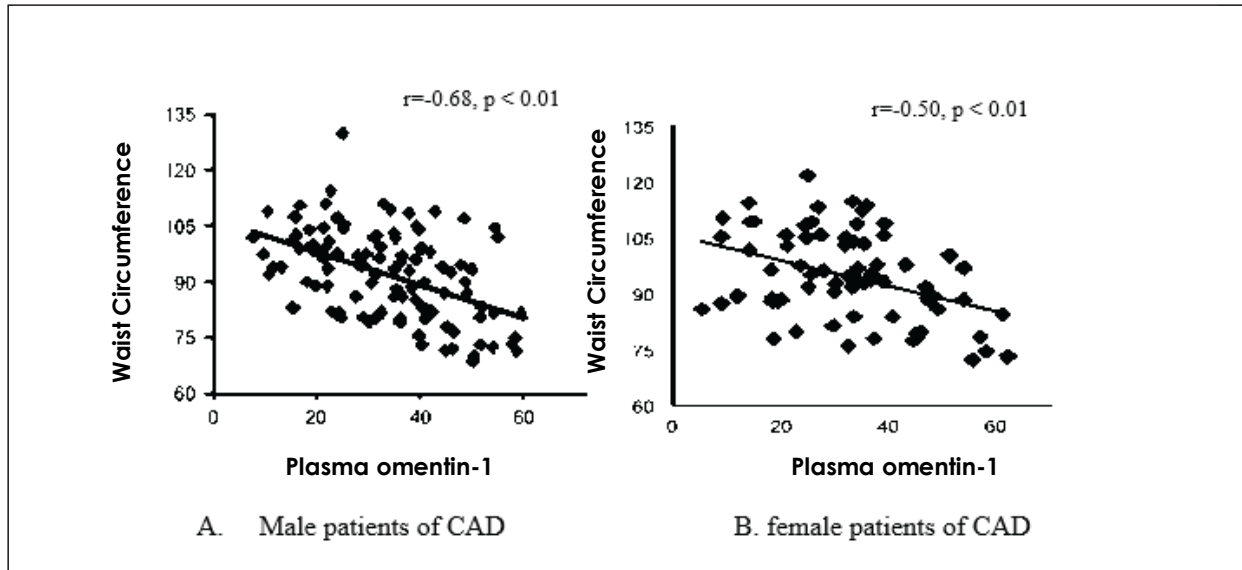 r=-0.68, p < 0.01
135
120
105
90
75
60
0
20
40
60
Waist Circumference
Plasma omentin-1
A. Male patients of CAD
r=-0.50, p < 0.01
135
120
105
90
75
60
0
20
40
60
Waist Circumference
Plasma omentin-1
B. female patients of CAD